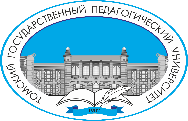 ТОМСКИЙ ГОСУДАРСТВЕННЫЙ ПЕДАГОГИЧЕСКИЙ УНИВЕРСИТЕТ